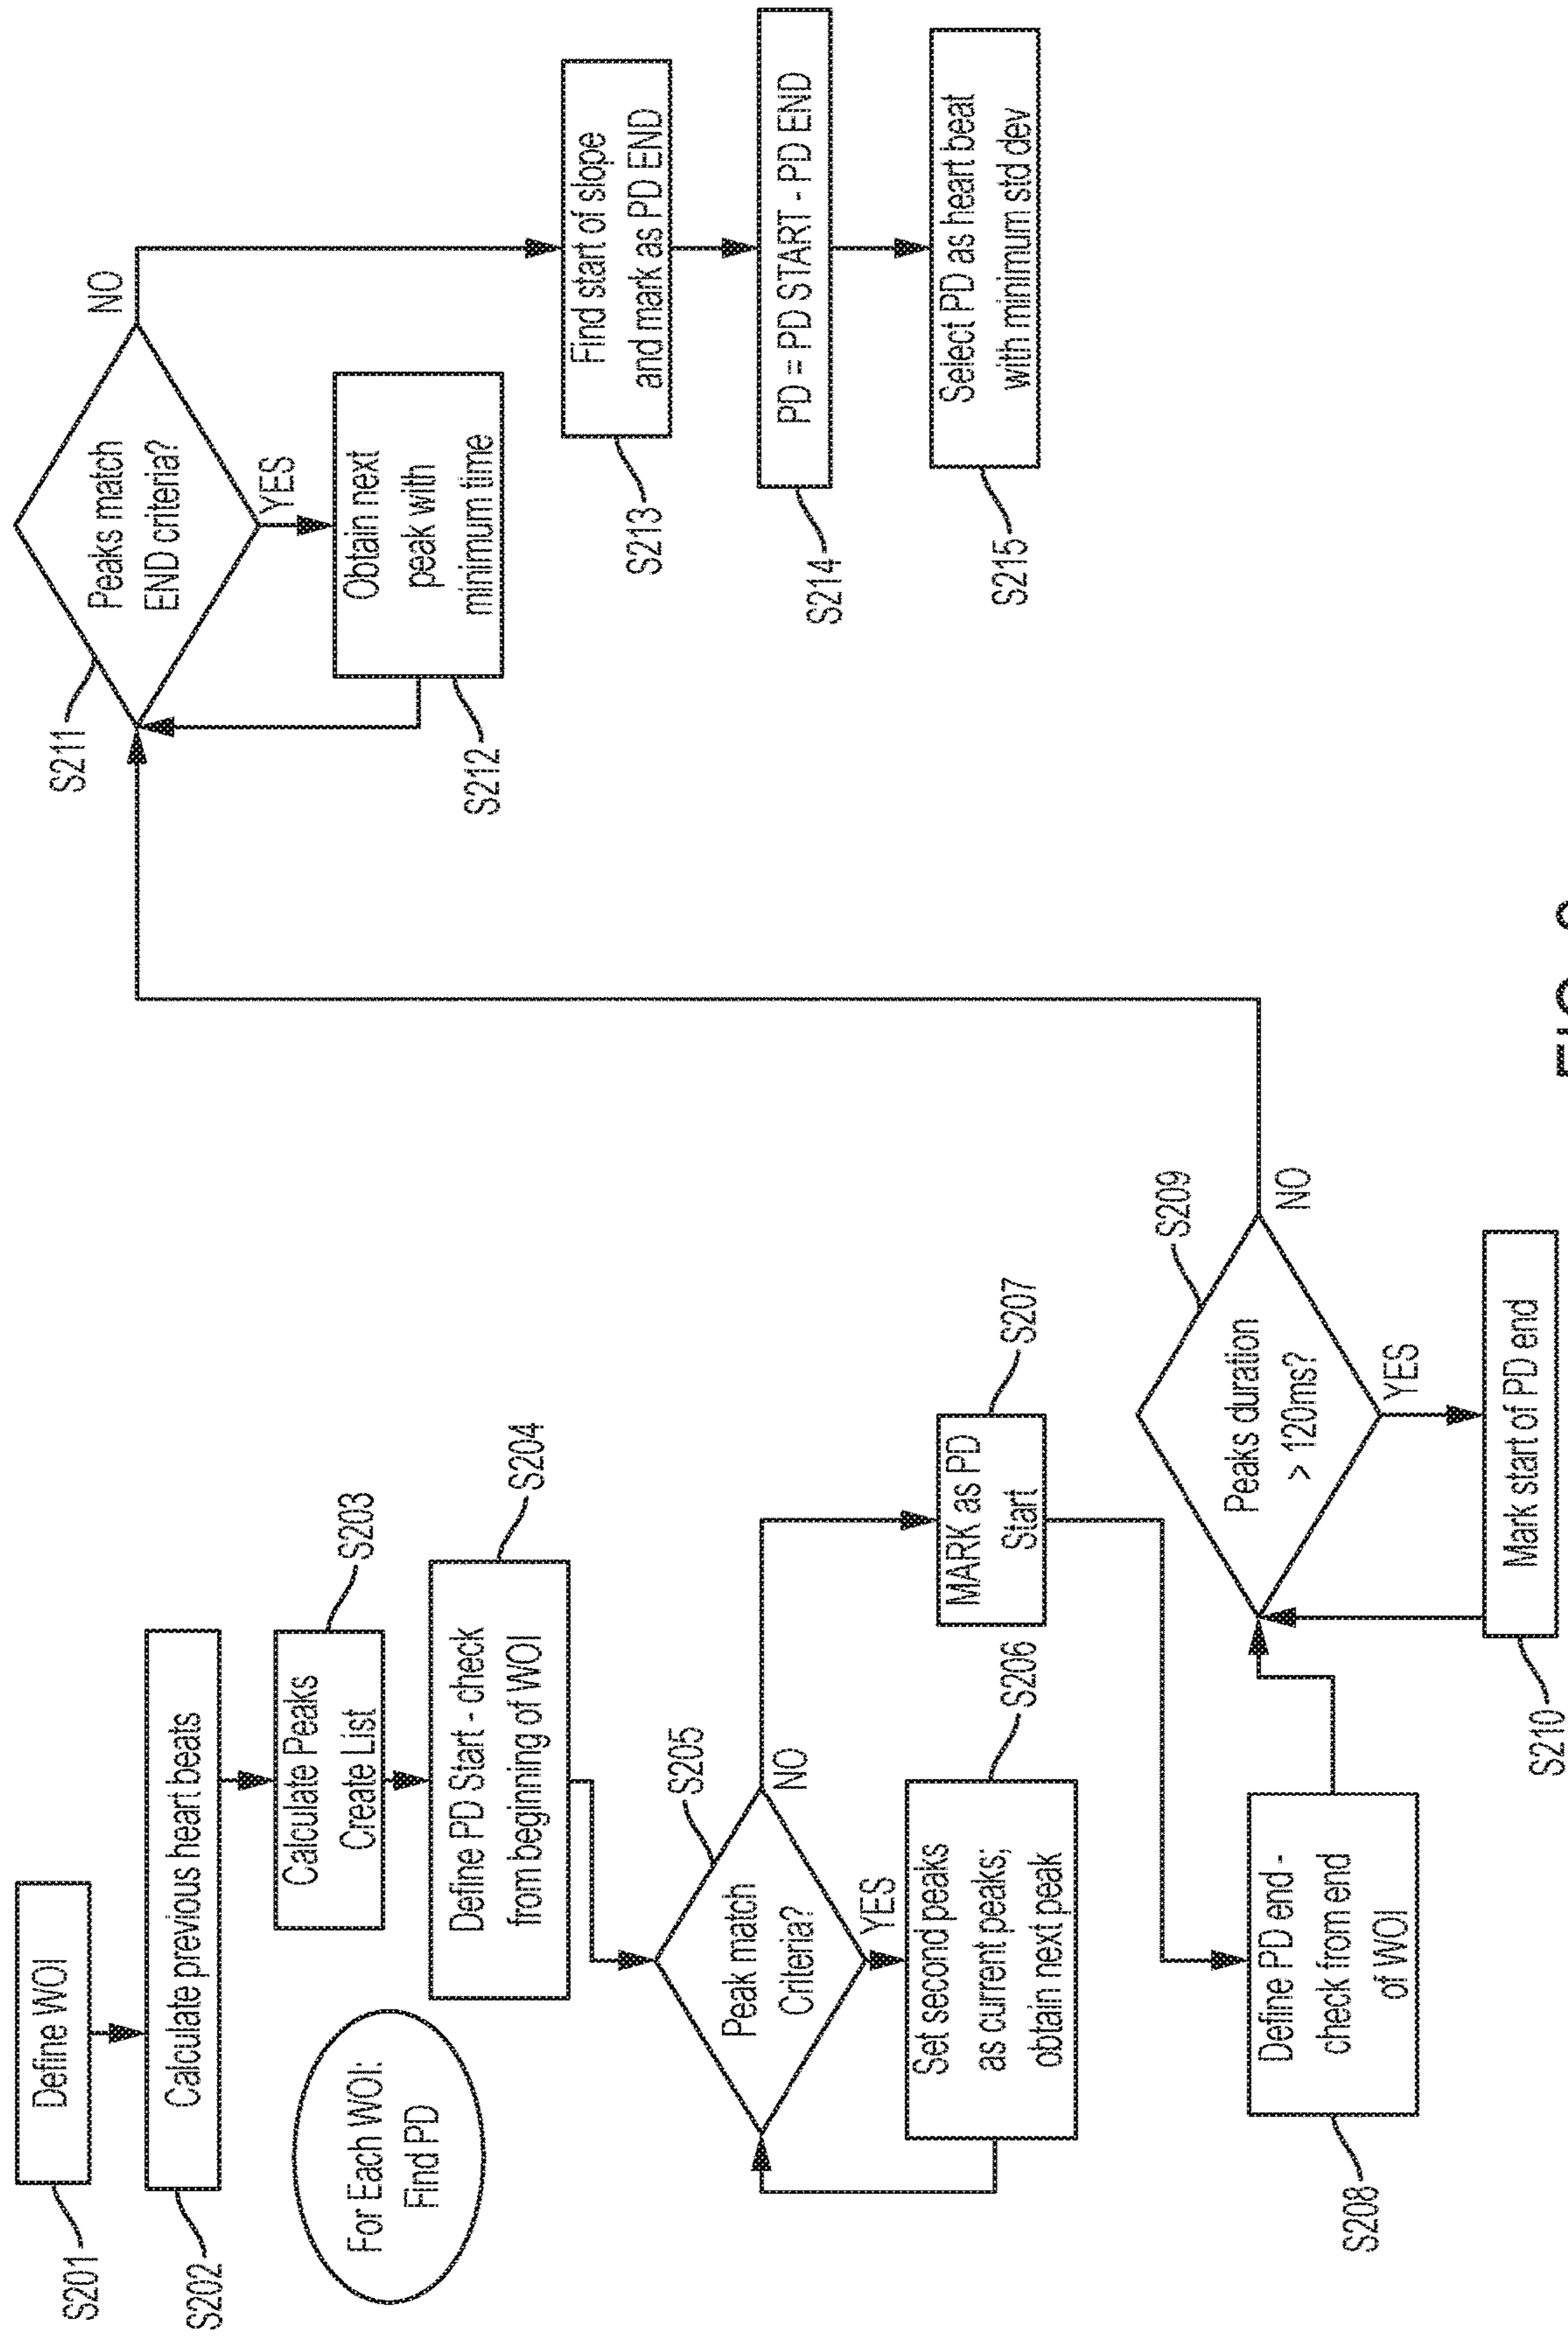 S201
Define WOI
S202
Calculate previous heart beats
For Each WOI:
Find PD
S203
Calculate Peaks
Create List
S204
Define PD Start - check
from beginning of WOI
S205
Peak match
Criteria?
NO
YES
S206
Set second peaks
as current peaks;
obtain next peak
S207
MARK as PD
Start
S208
Define PD end -
check from end
of WOI
S209
Peaks duration
> 120ms?
NO
YES
S210
Mark start of PD end
S211
Peaks match
END criteria?
NO
YES
S212
Obtain next
peak with
minimum time
S213
Find start of slope
and mark as PD END
S214
PD = PD START - PD END
S215
Select PD as heart beat
with minimum std dev